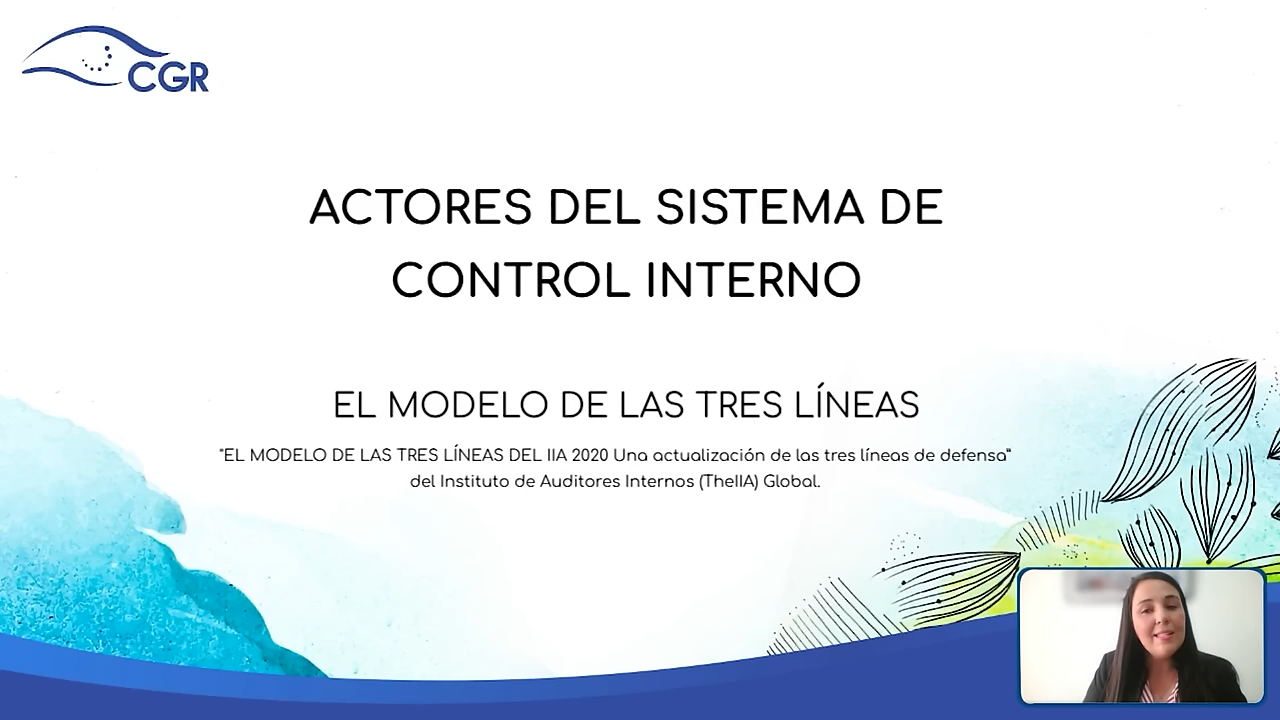 CGR
ACTORES DEL SISTEMA DE
CONTROL INTERNO
EL MODELO DE LAS TRES LÍNEAS
"EL MODELO DE LAS TRES LÍNEAS DEL IIA 2020 Una actualización de las tres líneas de defensa"
del Instituto de Auditores Internos (TheIIA) Global.